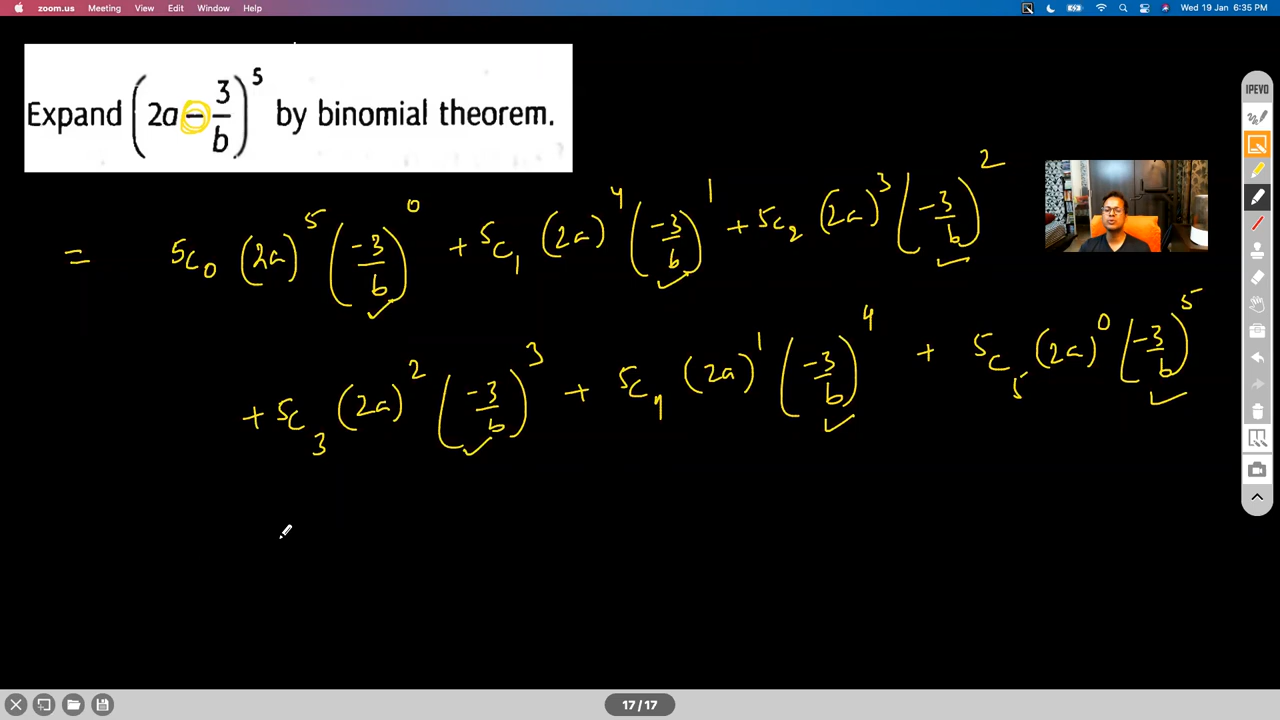 zoom.us Meeting View Edit Window Help Wed 19 Jan 6:35 PM
Expand (2a − 3/b)^5 by binomial theorem.
= 5C0 (2a)^5 (−3/b)^0 + 5C1 (2a)^4 (−3/b)^1 + 5C2 (2a)^3 (−3/b)^2
+ 5C3 (2a)^2 (−3/b)^3 + 5C4 (2a)^1 (−3/b)^4 + 5C5 (2a)^0 (−3/b)^5
IPEVO
17/17